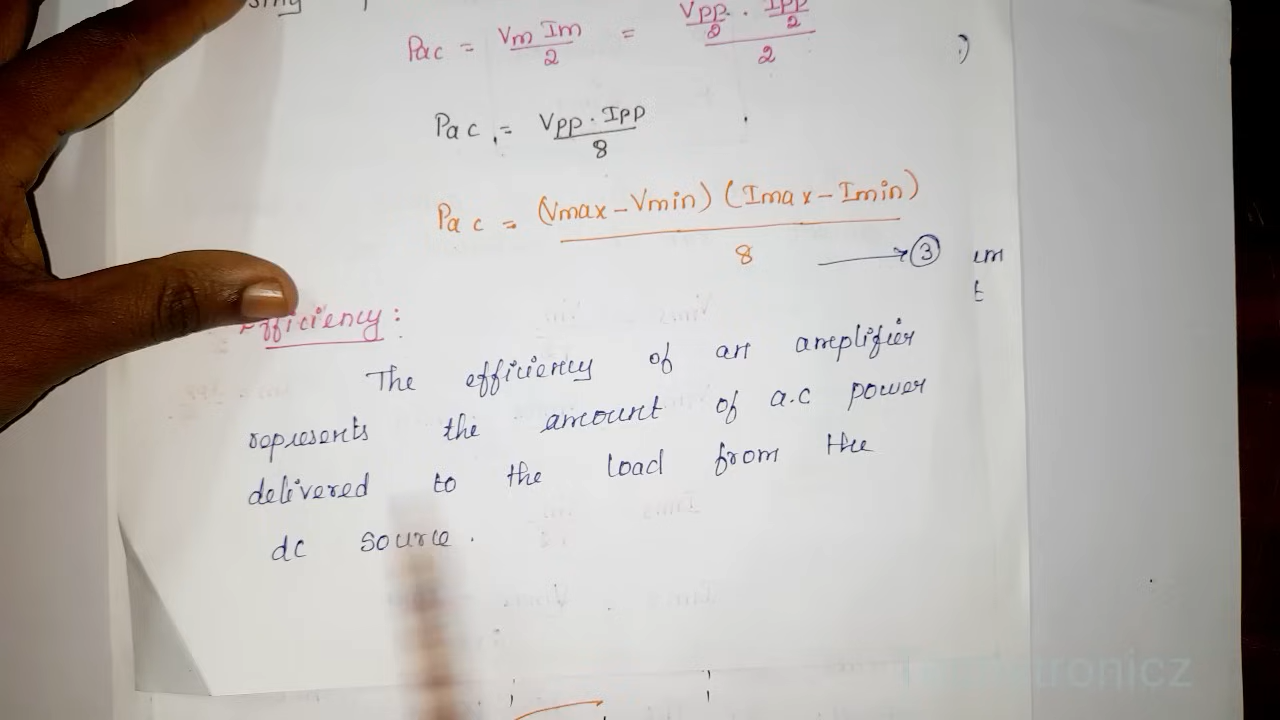 Pac = Vm Im / 2 = Vpp/2 . Ipp/2 / 2
Pac = Vpp . Ipp / 8
Pac = (Vmax - Vmin) (Imax - Imin) / 8 → 3
Efficiency :
The efficiency of an amplifier
represents the amount of a.c power
delivered to the load from the
dc source .